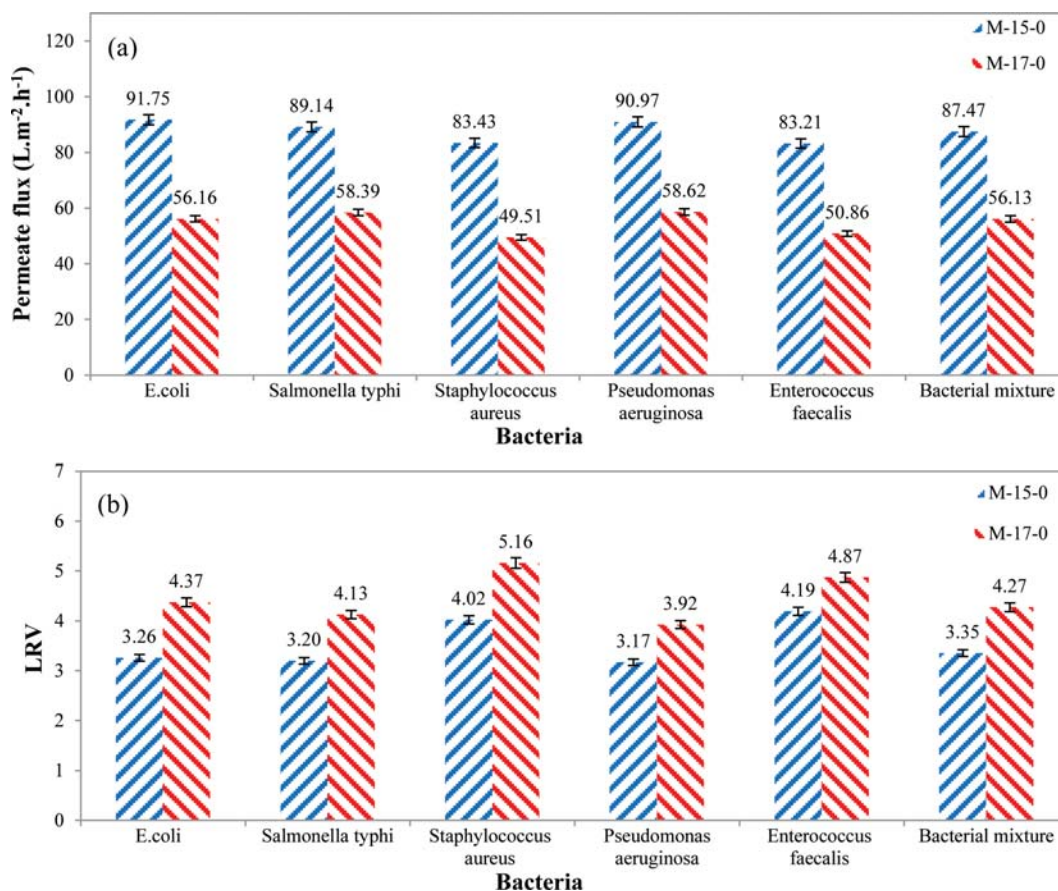 (a)
M-15-0
M-17-0
Permeate flux (L.m⁻².h⁻¹)
120
100
80
60
40
20
0
91.75
56.16
89.14
58.39
83.43
49.51
90.97
58.62
83.21
50.86
87.47
56.13
E.coli
Salmonella typhi
Staphylococcus
aureus
Pseudomonas
aeruginosa
Enterococcus
faecalis
Bacterial mixture
Bacteria
(b)
M-15-0
M-17-0
LRV
7
6
5
4
3
2
1
0
3.26
4.37
3.20
4.13
4.02
5.16
3.17
3.92
4.19
4.87
3.35
4.27
E.coli
Salmonella typhi
Staphylococcus
aureus
Pseudomonas
aeruginosa
Enterococcus
faecalis
Bacterial mixture
Bacteria